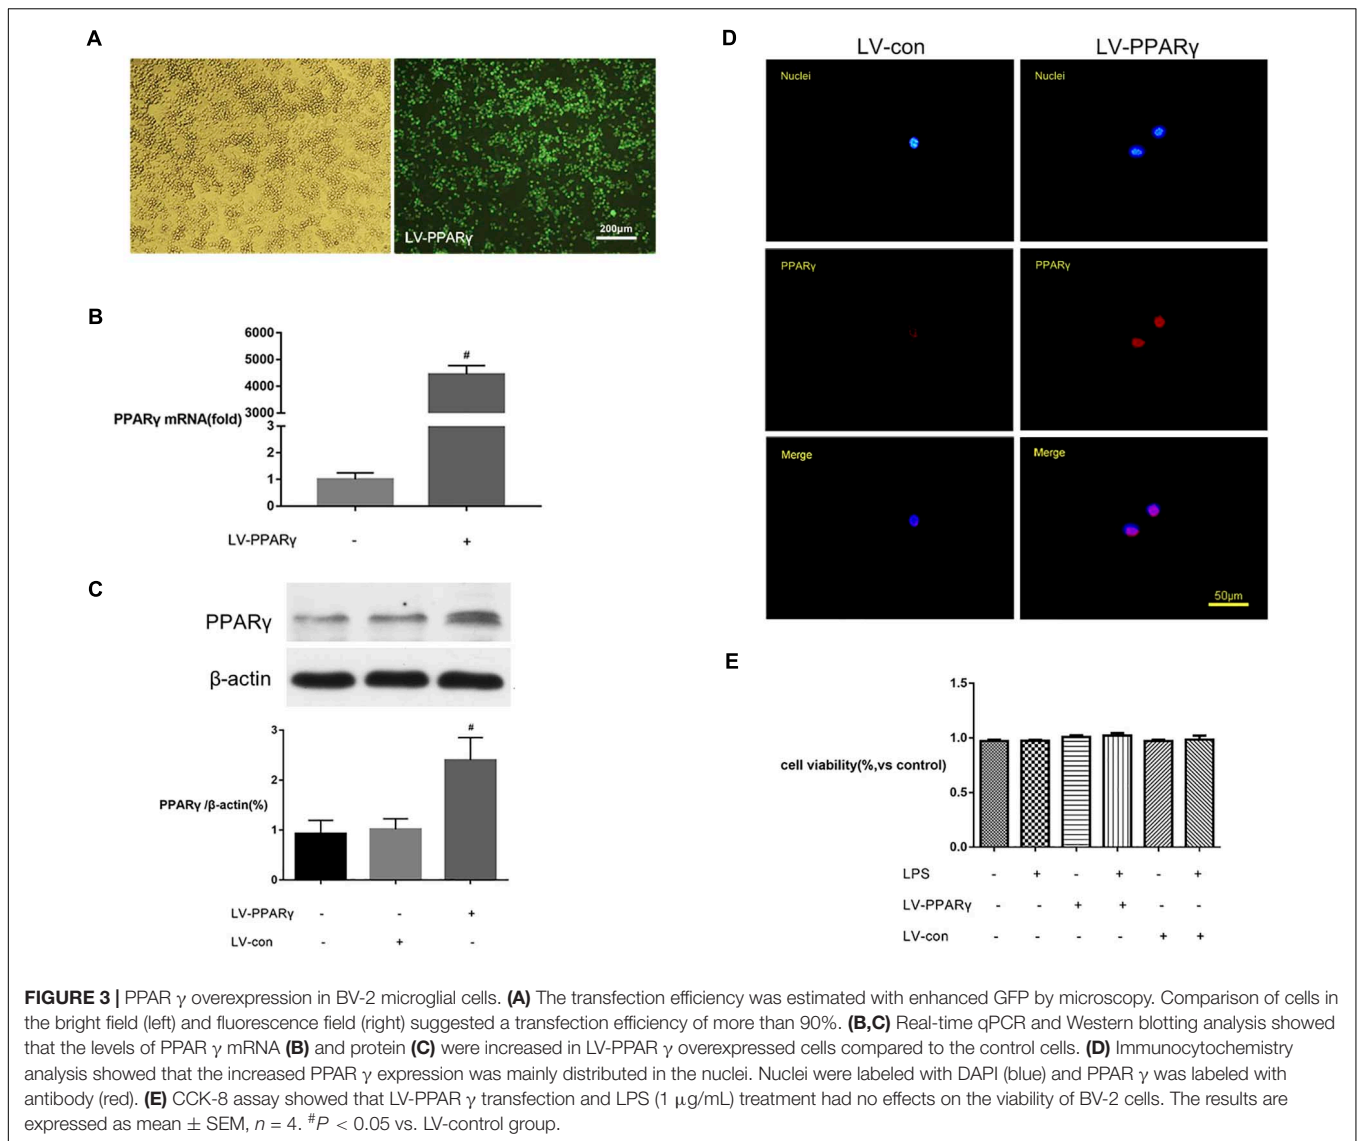 A
LV-PPARγ
200μm
B
6000
5000
4000
3000
3
2
1
0
PPARγ mRNA(fold)
#
LV-PPARγ - +
C
PPARγ
β-actin
3
2
1
0
PPARγ /β-actin(%)
#
LV-PPARγ - - +
LV-con - + -
D
LV-con LV-PPARγ
Nuclei Nuclei
PPARγ PPARγ
Merge Merge
50μm
E
1.5
1.0
0.5
0.0
cell viability(%,vs control)
LPS - + - + - +
LV-PPARγ - - + + - -
LV-con - - - - + +
FIGURE 3 | PPAR γ overexpression in BV-2 microglial cells. (A) The transfection efficiency was estimated with enhanced GFP by microscopy. Comparison of cells in
the bright field (left) and fluorescence field (right) suggested a transfection efficiency of more than 90%. (B,C) Real-time qPCR and Western blotting analysis showed
that the levels of PPAR γ mRNA (B) and protein (C) were increased in LV-PPAR γ overexpressed cells compared to the control cells. (D) Immunocytochemistry
analysis showed that the increased PPAR γ expression was mainly distributed in the nuclei. Nuclei were labeled with DAPI (blue) and PPAR γ was labeled with
antibody (red). (E) CCK-8 assay showed that LV-PPAR γ transfection and LPS (1 μg/mL) treatment had no effects on the viability of BV-2 cells. The results are
expressed as mean ± SEM, n = 4. #P < 0.05 vs. LV-control group.